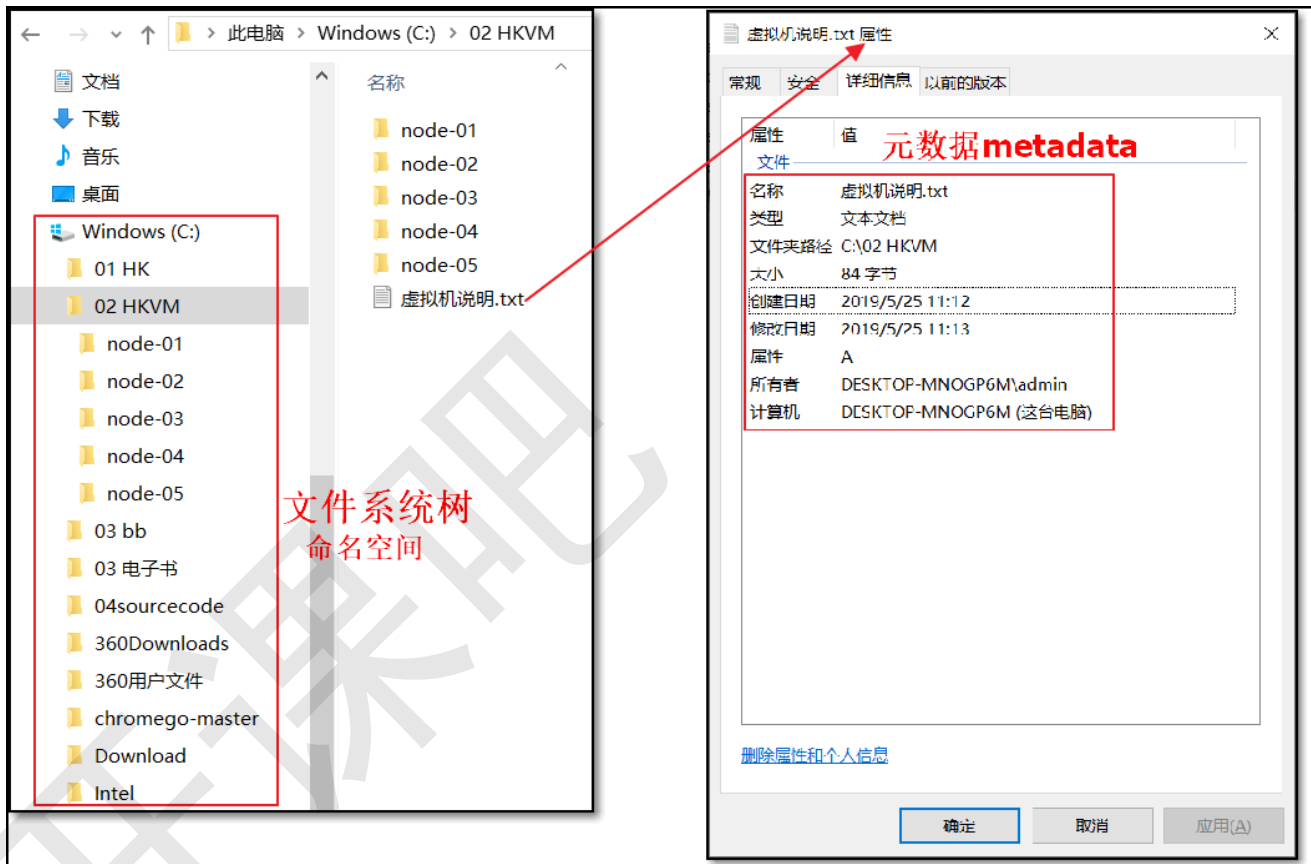 此电脑 > Windows (C:) > 02 HKVM
文档
下载
音乐
桌面
Windows (C:)
01 HK
02 HKVM
node-01
node-02
node-03
node-04
node-05
03 bb
03 电子书
04sourcecode
360Downloads
360用户文件
chromego-master
Download
Intel
名称
node-01
node-02
node-03
node-04
node-05
虚拟机说明.txt
文件系统树
命名空间
虚拟机说明.txt 属性
常规 安全 详细信息 以前的版本
属性 值
元数据metadata
文件
名称 虚拟机说明.txt
类型 文本文档
文件夹路径 C:\02 HKVM
大小 84 字节
创建日期 2019/5/25 11:12
修改日期 2019/5/25 11:13
属性 A
所有者 DESKTOP-MNOGP6M\admin
计算机 DESKTOP-MNOGP6M (这台电脑)
删除属性和个人信息
确定 取消 应用(A)
开课吧